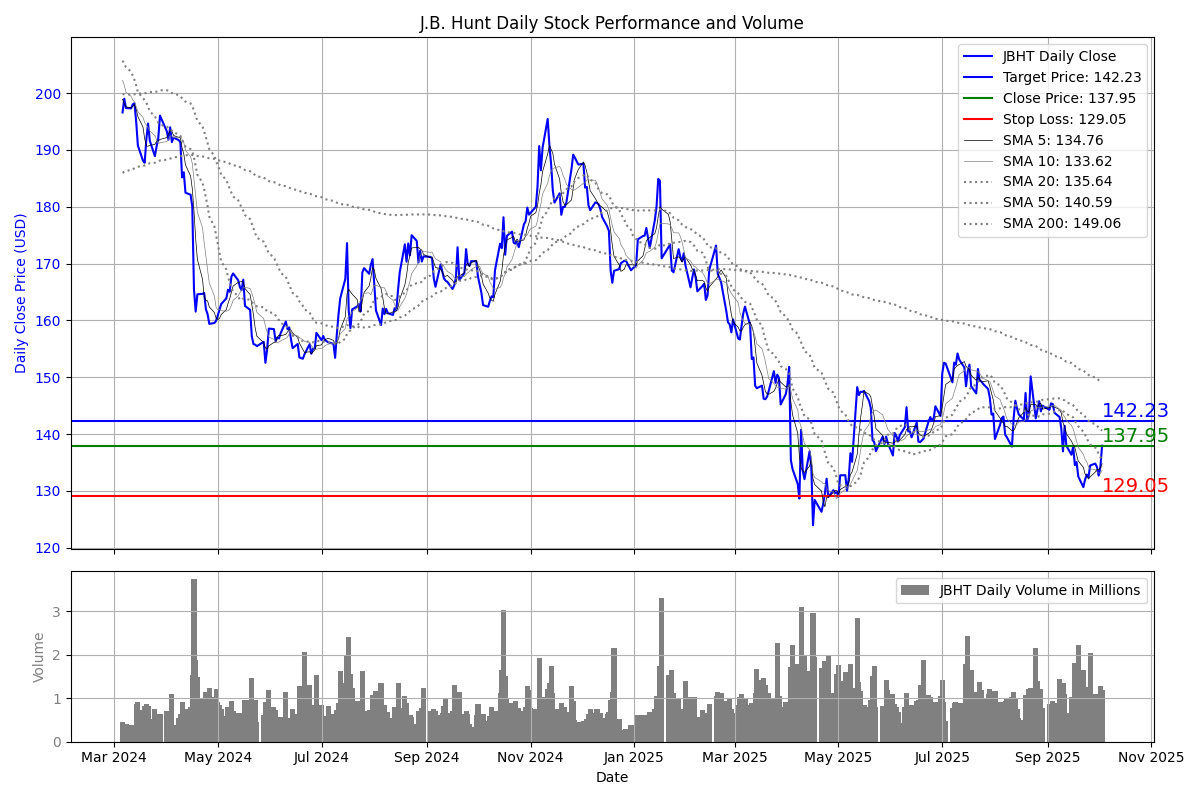 J.B. Hunt Daily Stock Performance and Volume
Daily Close Price (USD)
200
190
180
170
160
150
140
130
120
JBHT Daily Close
Target Price: 142.23
Close Price: 137.95
Stop Loss: 129.05
SMA 5: 134.76
SMA 10: 133.62
SMA 20: 135.64
SMA 50: 140.59
SMA 200: 149.06
142.23
137.95
129.05
Volume
3
2
1
0
JBHT Daily Volume in Millions
Mar 2024 May 2024 Jul 2024 Sep 2024 Nov 2024 Jan 2025 Mar 2025 May 2025 Jul 2025 Sep 2025 Nov 2025
Date